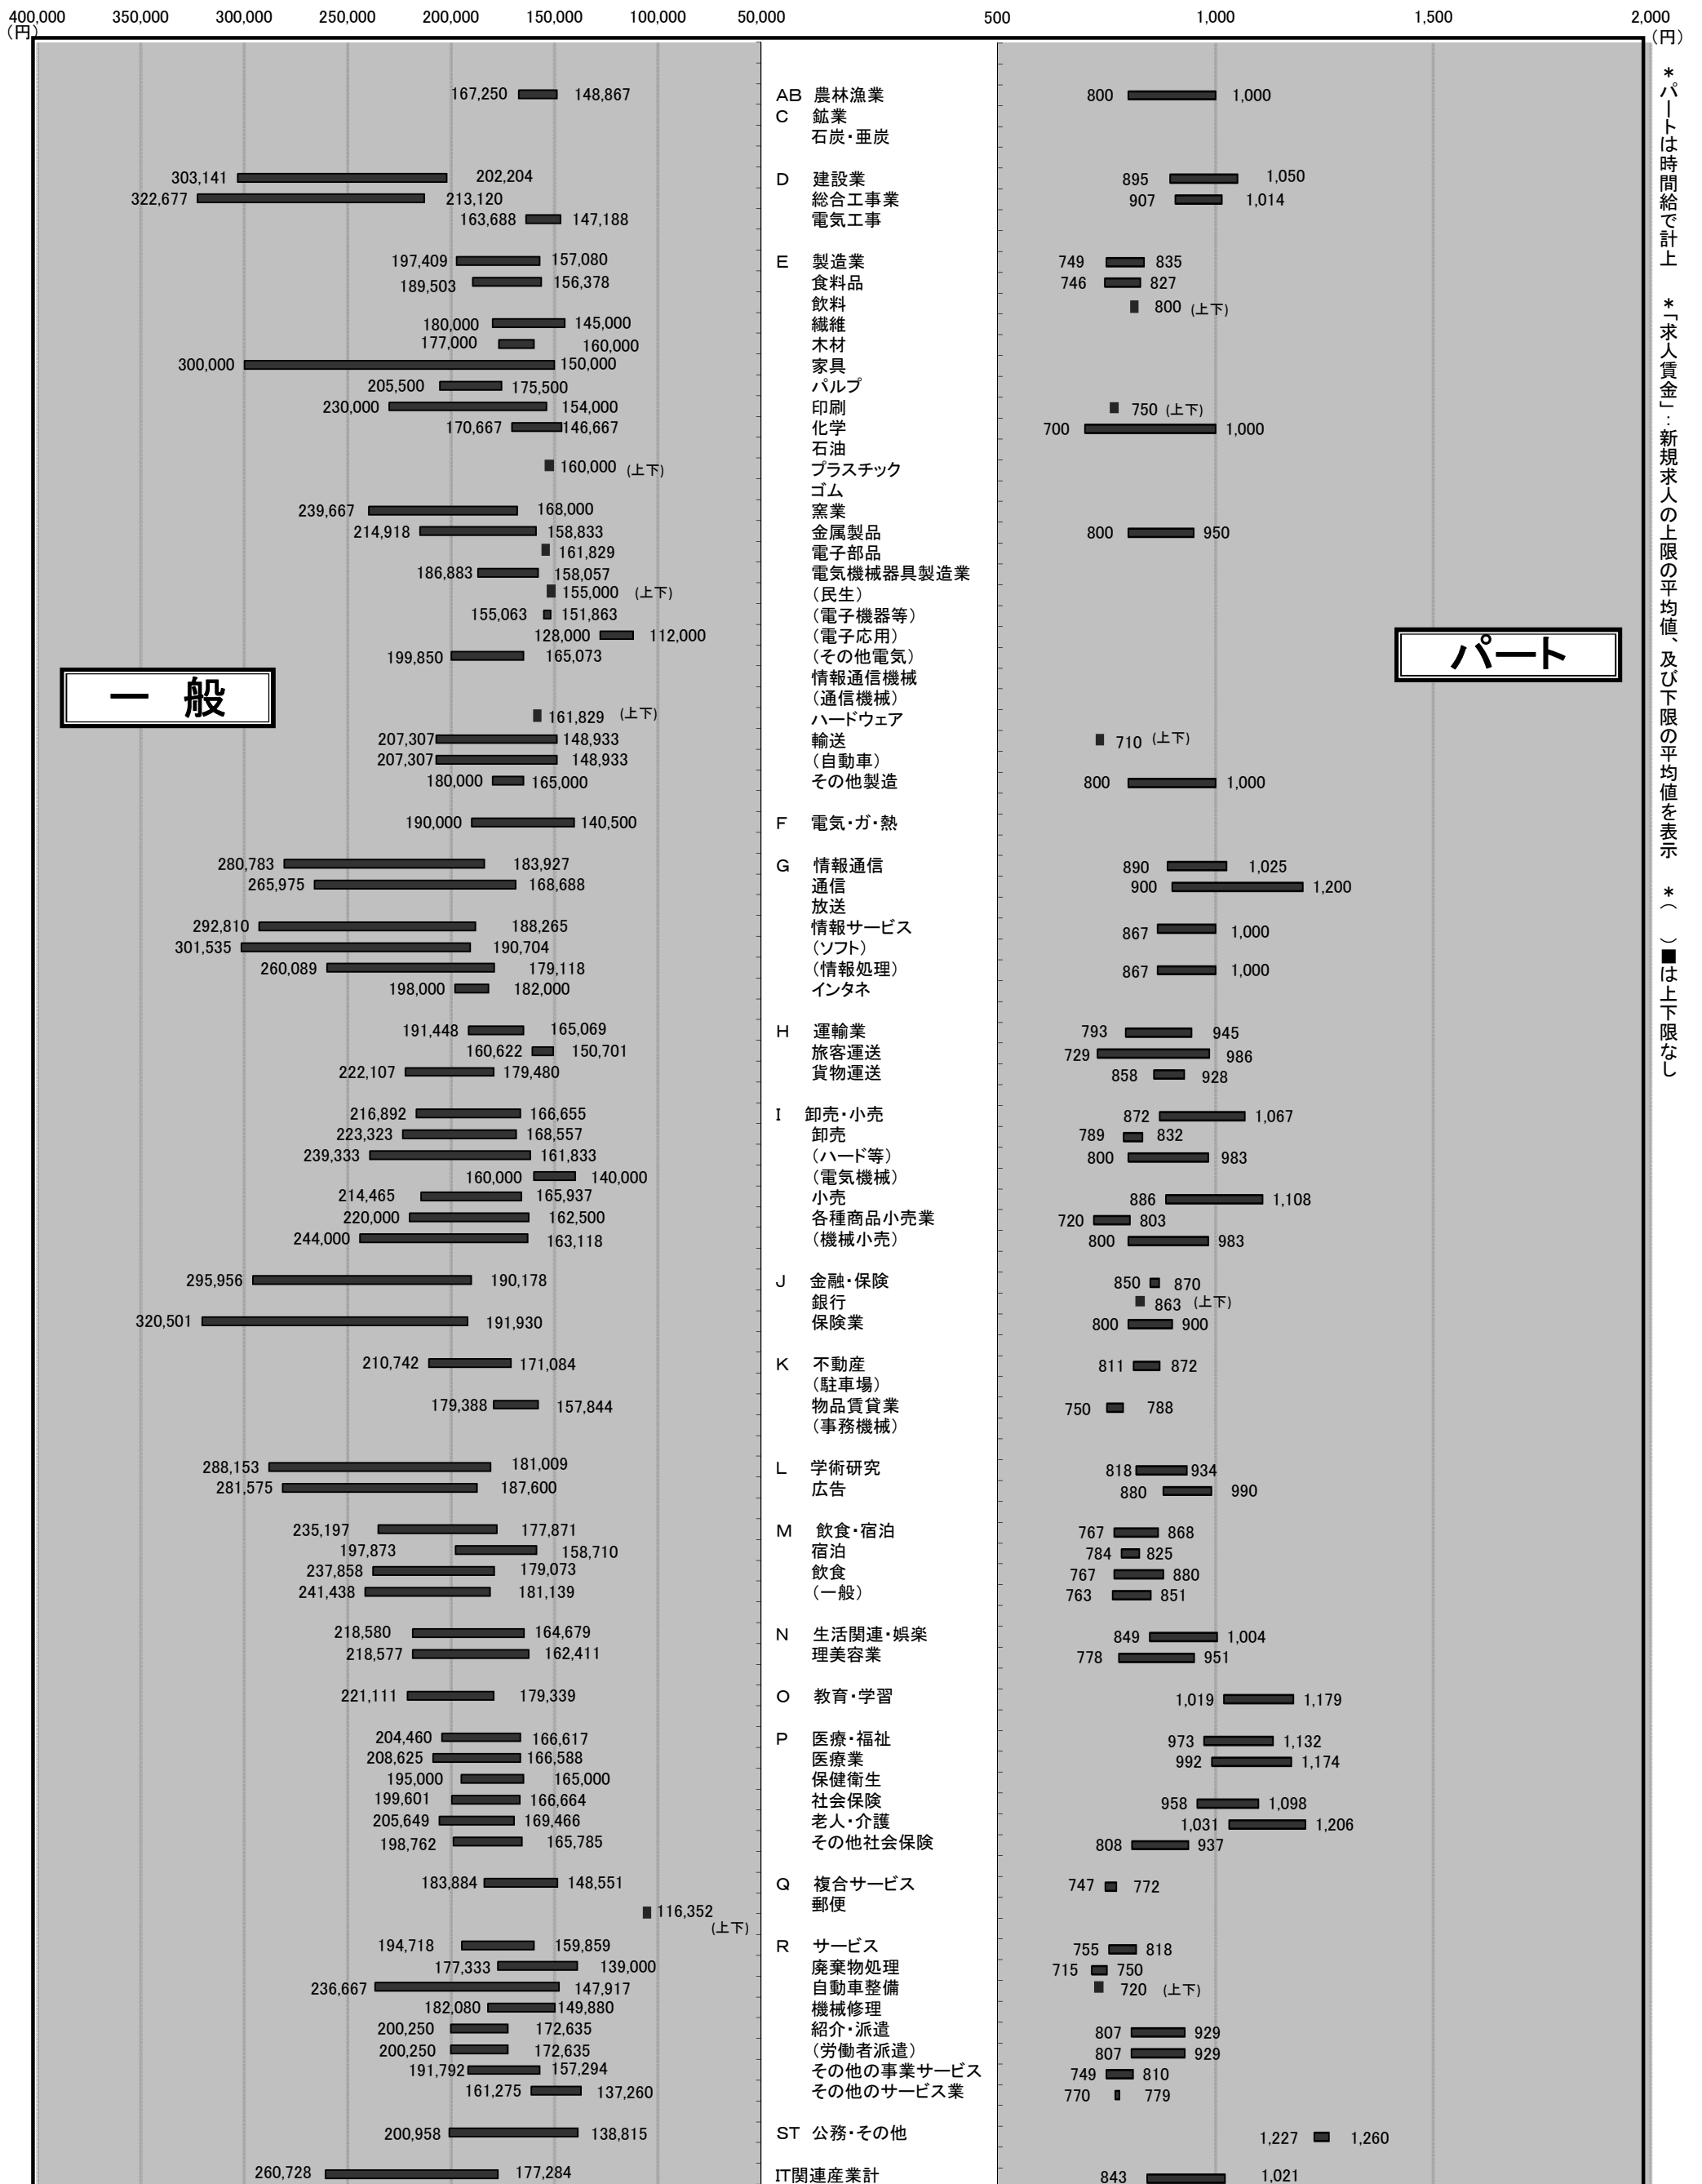 400,000 350,000 300,000 250,000 200,000 150,000 100,000 50,000 500 1,000 1,500 2,000
（円） （円）
167,250 148,867 AB 農林漁業 800 1,000
C 鉱業
石炭・亜炭
303,141 202,204 D 建設業 895 1,050
322,677 213,120 総合工事業 907 1,014
163,688 147,188 電気工事
197,409 157,080 E 製造業 749 835
189,503 156,378 食料品 746 827
飲料 800 (上下)
180,000 145,000 繊維
177,000 160,000 木材
300,000 150,000 家具
205,500 175,500 パルプ
230,000 154,000 印刷 750 (上下)
170,667 146,667 化学 700 1,000
石油
160,000 (上下) プラスチック
ゴム
239,667 168,000 窯業
214,918 158,833 金属製品 800 950
161,829 電子部品
186,883 158,057 電気機械器具製造業
155,000 (上下) （民生）
155,063 151,863 （電子機器等）
128,000 112,000 （電子応用）
199,850 165,073 （その他電気）
パート
情報通信機械
一 般
（通信機械）
161,829 (上下) ハードウェア
207,307 148,933 輸送 710 (上下)
207,307 148,933 （自動車）
180,000 165,000 その他製造 800 1,000
190,000 140,500 F 電気・ガ・熱
280,783 183,927 G 情報通信 890 1,025
265,975 168,688 通信 900 1,200
放送
292,810 188,265 情報サービス 867 1,000
301,535 190,704 （ソフト）
260,089 179,118 （情報処理） 867 1,000
198,000 182,000 インタネ
191,448 165,069 H 運輸業 793 945
160,622 150,701 旅客運送 729 986
222,107 179,480 貨物運送 858 928
216,892 166,655 I 卸売・小売 872 1,067
223,323 168,557 卸売 789 832
239,333 161,833 （ハード等） 800 983
160,000 140,000 （電気機械）
214,465 165,937 小売 886 1,108
220,000 162,500 各種商品小売業 720 803
244,000 163,118 （機械小売） 800 983
295,956 190,178 J 金融・保険 850 870
銀行 863 (上下)
320,501 191,930 保険業 800 900
210,742 171,084 K 不動産 811 872
（駐車場）
179,388 157,844 物品賃貸業 750 788
（事務機械）
288,153 181,009 L 学術研究 818 934
281,575 187,600 広告 880 990
235,197 177,871 M 飲食・宿泊 767 868
197,873 158,710 宿泊 784 825
237,858 179,073 飲食 767 880
241,438 181,139 （一般） 763 851
218,580 164,679 N 生活関連・娯楽 849 1,004
218,577 162,411 理美容業 778 951
221,111 179,339 O 教育・学習 1,019 1,179
204,460 166,617 P 医療・福祉 973 1,132
208,625 166,588 医療業 992 1,174
195,000 165,000 保健衛生
199,601 166,664 社会保険 958 1,098
205,649 169,466 老人・介護 1,031 1,206
198,762 165,785 その他社会保険 808 937
183,884 148,551 Q 複合サービス 747 772
116,352 郵便
(上下)
194,718 159,859 R サービス 755 818
177,333 139,000 廃棄物処理 715 750
236,667 147,917 自動車整備 720 (上下)
182,080 149,880 機械修理
200,250 172,635 紹介・派遣 807 929
200,250 172,635 （労働者派遣） 807 929
191,792 157,294 その他の事業サービス 749 810
161,275 137,260 その他のサービス業 770 779
200,958 138,815 ST 公務・その他 1,227 1,260
260,728 177,284 IT関連産業計 843 1,021
＊パートは時間給で計上 ＊「求人賃金」：新規求人の上限の平均値、及び下限の平均値を表示 ＊（ ）■は上下限なし